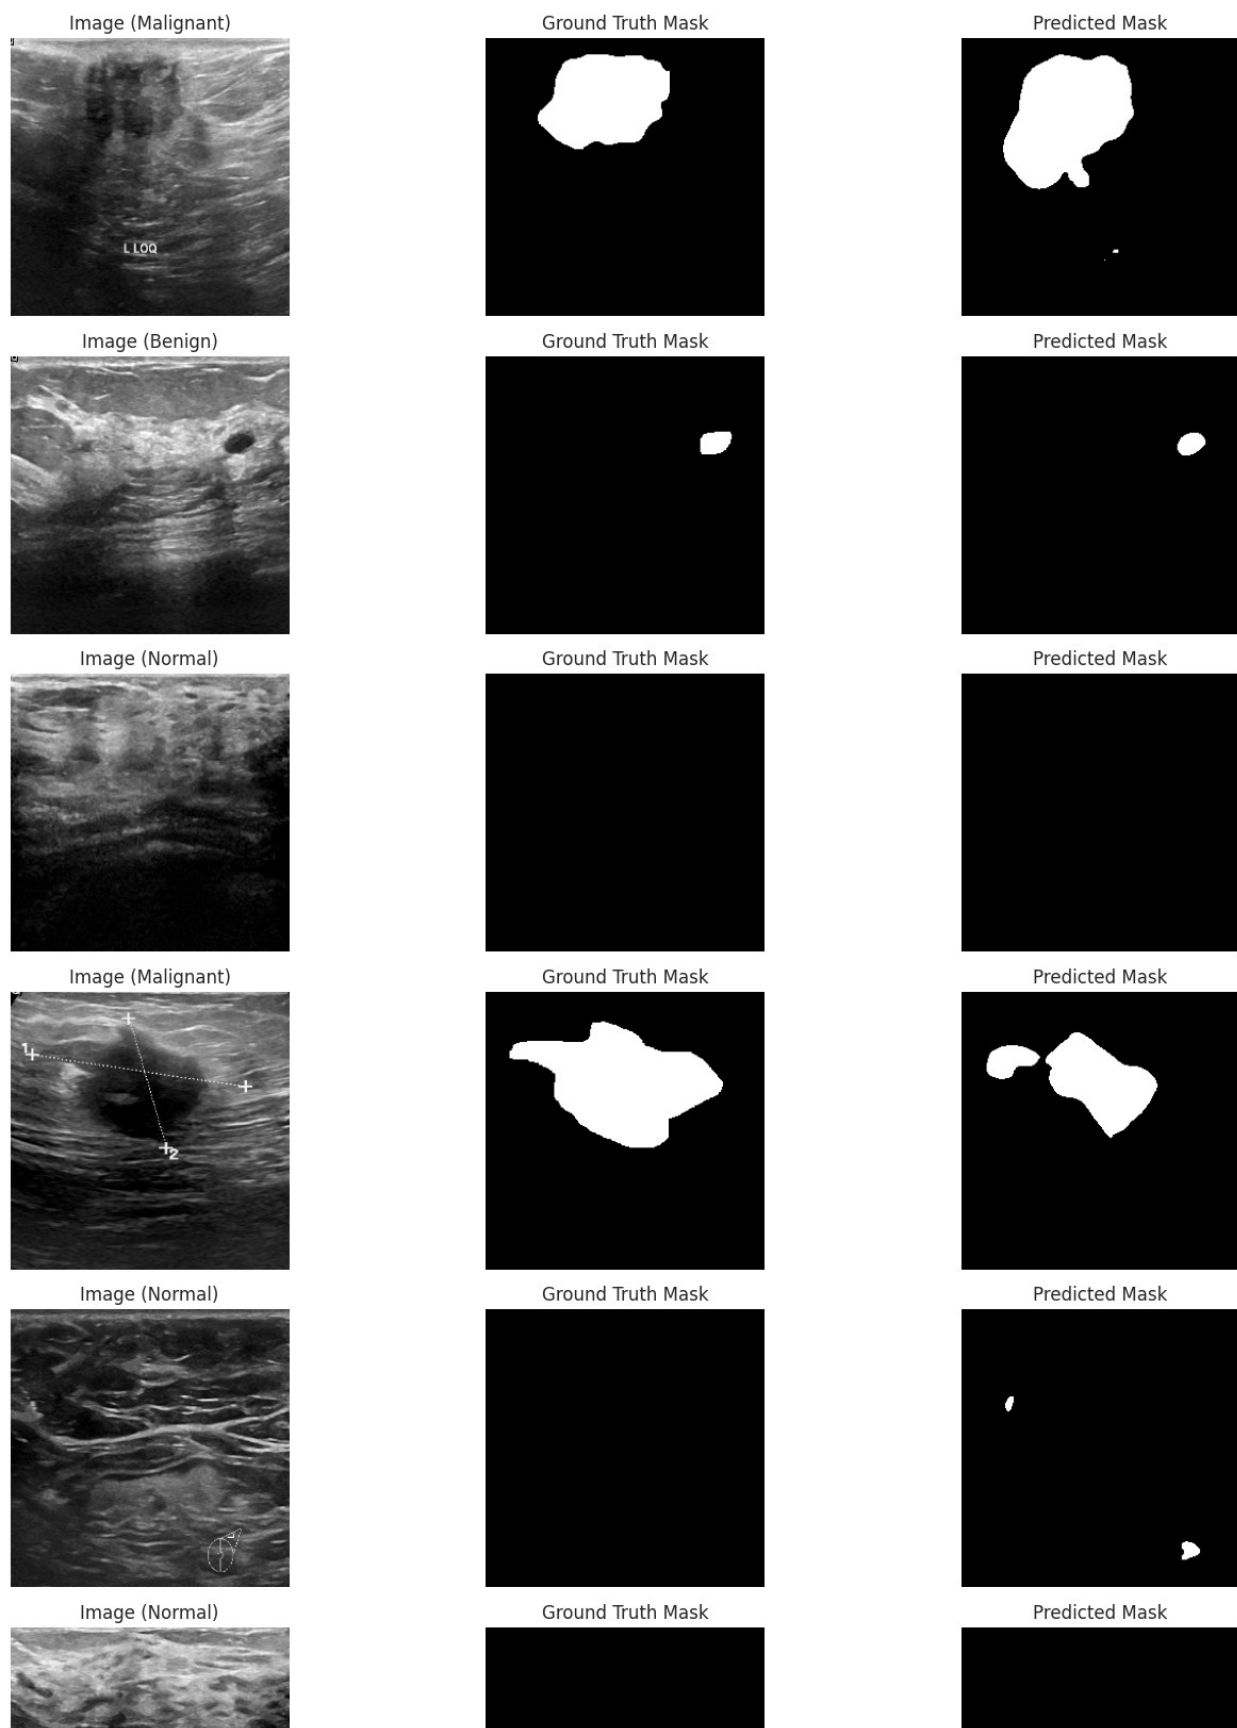 Image (Malignant) Ground Truth Mask Predicted Mask
L LOQ
Image (Benign) Ground Truth Mask Predicted Mask
Image (Normal) Ground Truth Mask Predicted Mask
Image (Malignant) Ground Truth Mask Predicted Mask
1
2
Image (Normal) Ground Truth Mask Predicted Mask
Image (Normal) Ground Truth Mask Predicted Mask